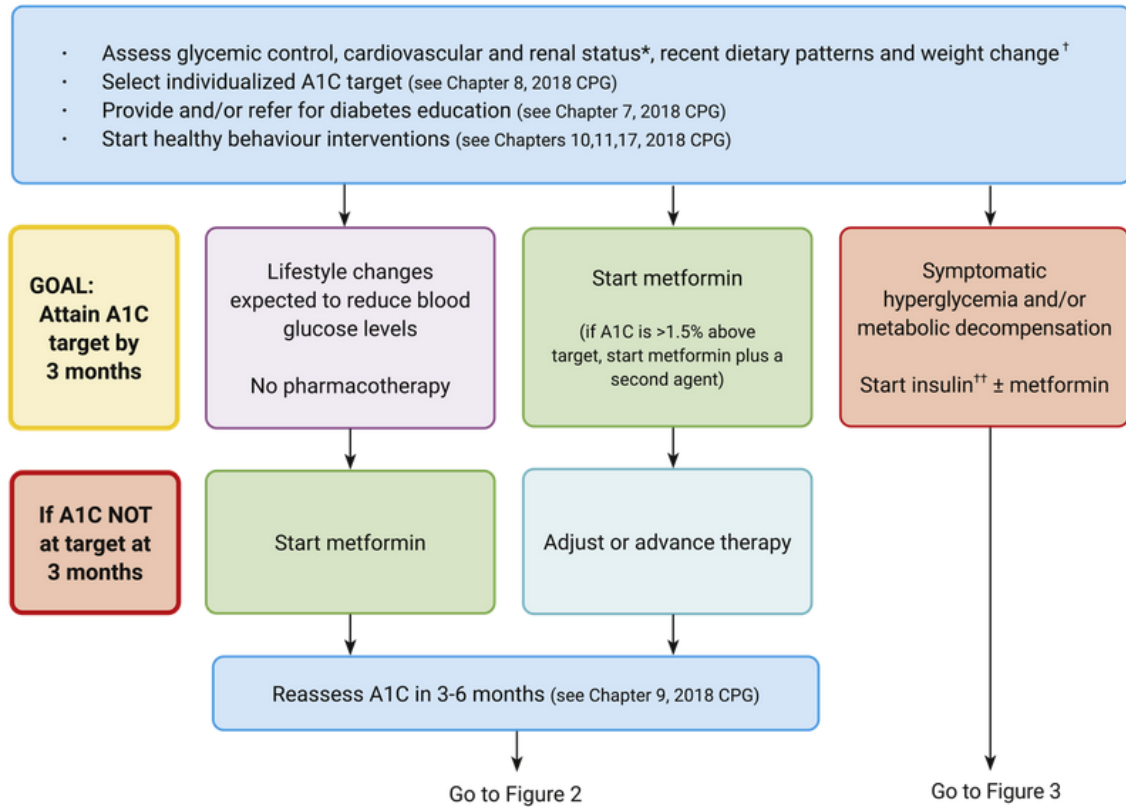 · Assess glycemic control, cardiovascular and renal status*, recent dietary patterns and weight change†
· Select individualized A1C target (see Chapter 8, 2018 CPG)
· Provide and/or refer for diabetes education (see Chapter 7, 2018 CPG)
· Start healthy behaviour interventions (see Chapters 10,11,17, 2018 CPG)
GOAL:
Attain A1C
target by
3 months
Lifestyle changes
expected to reduce blood
glucose levels
No pharmacotherapy
Start metformin
(if A1C is >1.5% above
target, start metformin plus a
second agent)
Symptomatic
hyperglycemia and/or
metabolic decompensation
Start insulin†† ± metformin
If A1C NOT
at target at
3 months
Start metformin
Adjust or advance therapy
Reassess A1C in 3-6 months (see Chapter 9, 2018 CPG)
Go to Figure 2
Go to Figure 3